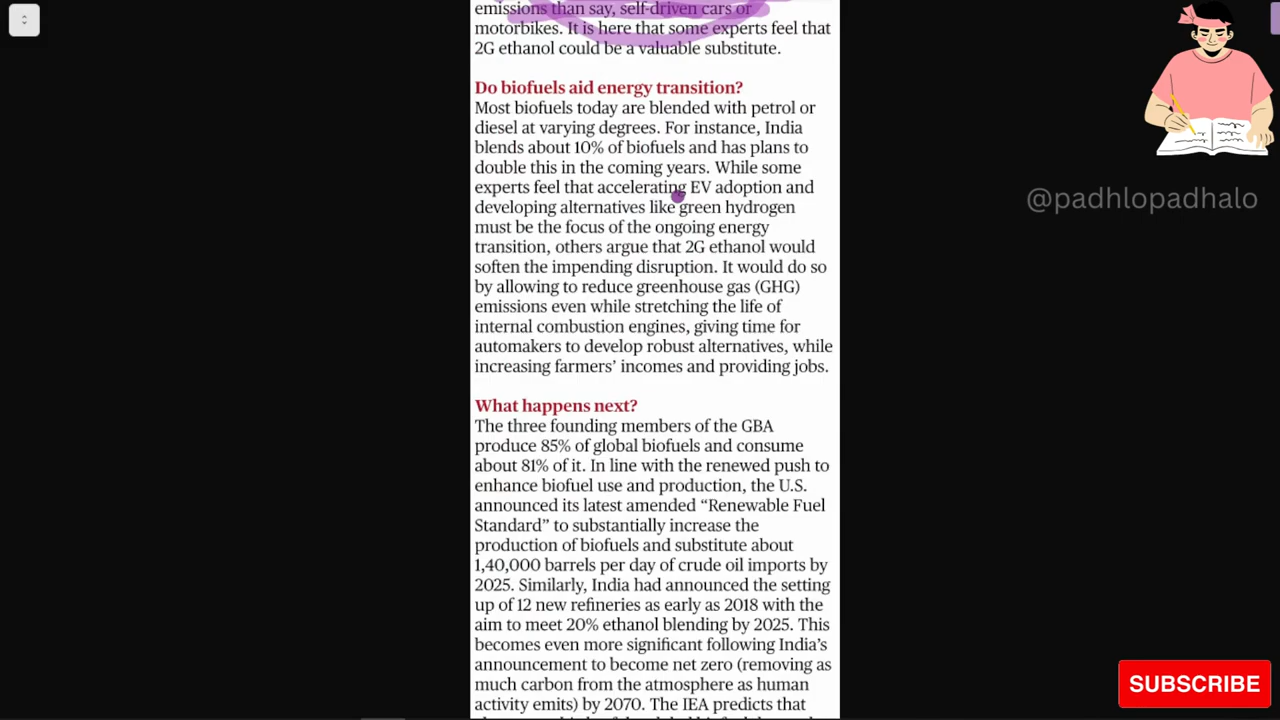 emissions than say, self-driven cars or
motorbikes. It is here that some experts feel that
2G ethanol could be a valuable substitute.
Do biofuels aid energy transition?
Most biofuels today are blended with petrol or
diesel at varying degrees. For instance, India
blends about 10% of biofuels and has plans to
double this in the coming years. While some
experts feel that accelerating EV adoption and
developing alternatives like green hydrogen
must be the focus of the ongoing energy
transition, others argue that 2G ethanol would
soften the impending disruption. It would do so
by allowing to reduce greenhouse gas (GHG)
emissions even while stretching the life of
internal combustion engines, giving time for
automakers to develop robust alternatives, while
increasing farmers’ incomes and providing jobs.
What happens next?
The three founding members of the GBA
produce 85% of global biofuels and consume
about 81% of it. In line with the renewed push to
enhance biofuel use and production, the U.S.
announced its latest amended “Renewable Fuel
Standard” to substantially increase the
production of biofuels and substitute about
1,40,000 barrels per day of crude oil imports by
2025. Similarly, India had announced the setting
up of 12 new refineries as early as 2018 with the
aim to meet 20% ethanol blending by 2025. This
becomes even more significant following India’s
announcement to become net zero (removing as
much carbon from the atmosphere as human
activity emits) by 2070. The IEA predicts that
@padhlopadhalo
SUBSCRIBE